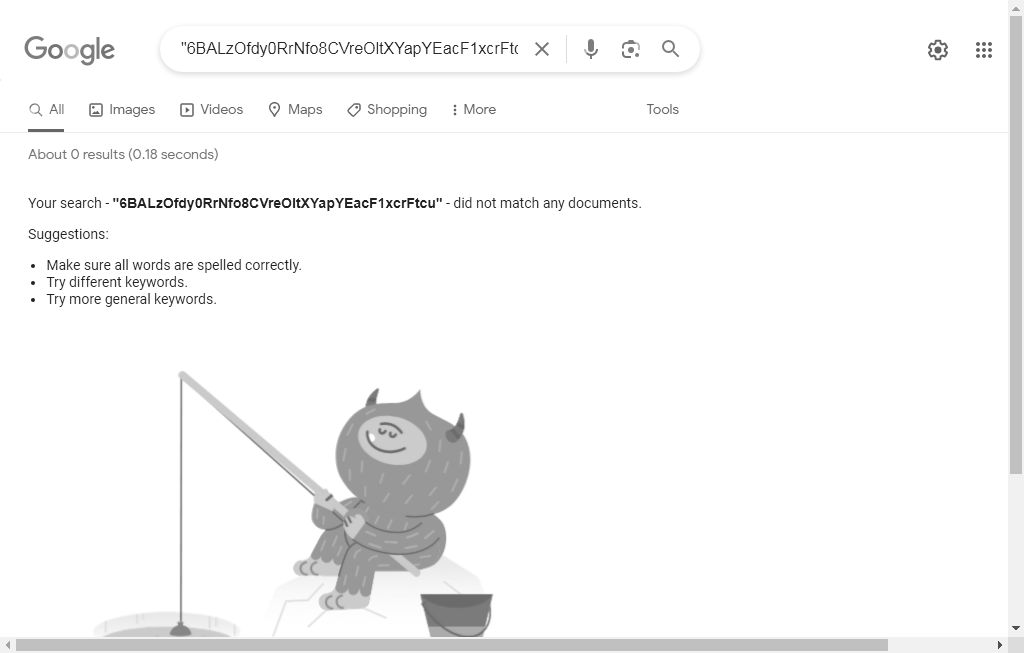 Google
"6BALzOfdy0RrNfo8CVreOltXYapYEacF1xcrFtc
All Images Videos Maps Shopping More Tools
About 0 results (0.18 seconds)
Your search - "6BALzOfdy0RrNfo8CVreOltXYapYEacF1xcrFtcu" - did not match any documents.
Suggestions:
Make sure all words are spelled correctly.
Try different keywords.
Try more general keywords.